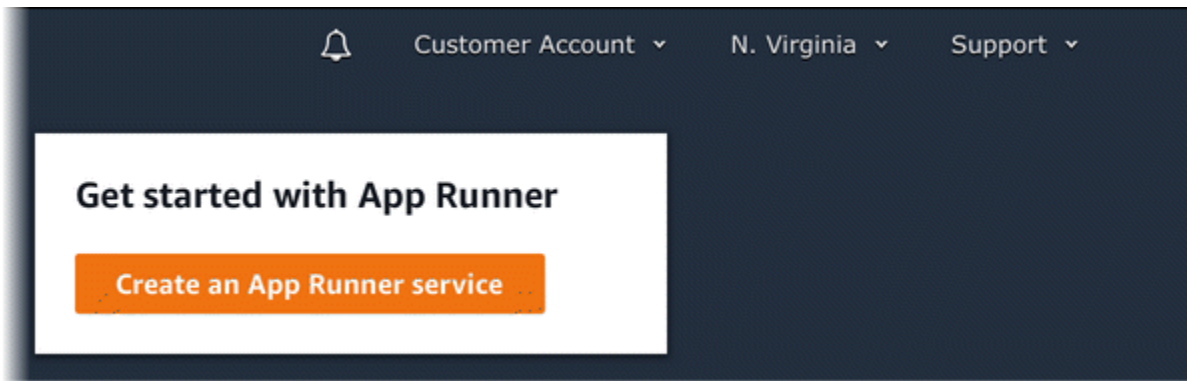 Customer Account N. Virginia Support
Get started with App Runner
Create an App Runner service